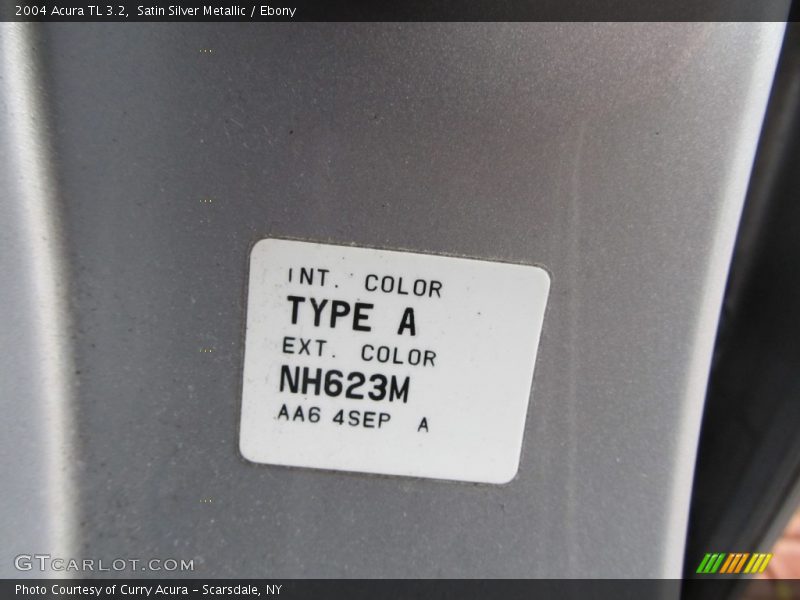 2004 Acura TL 3.2, Satin Silver Metallic / Ebony
INT. COLOR
TYPE A
EXT. COLOR
NH623M
AA6 4SEP A
GTCARLOT.COM
Photo Courtesy of Curry Acura - Scarsdale, NY